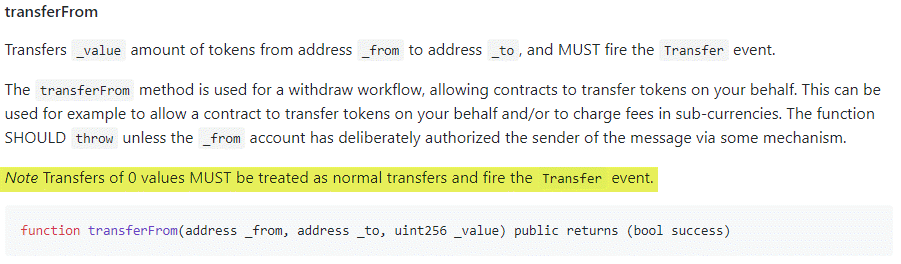 transferFrom
Transfers _value amount of tokens from address _from to address _to, and MUST fire the Transfer event.
The transferFrom method is used for a withdraw workflow, allowing contracts to transfer tokens on your behalf. This can be
used for example to allow a contract to transfer tokens on your behalf and/or to charge fees in sub-currencies. The function
SHOULD throw unless the _from account has deliberately authorized the sender of the message via some mechanism.
Note Transfers of 0 values MUST be treated as normal transfers and fire the Transfer event.
function transferFrom(address _from, address _to, uint256 _value) public returns (bool success)